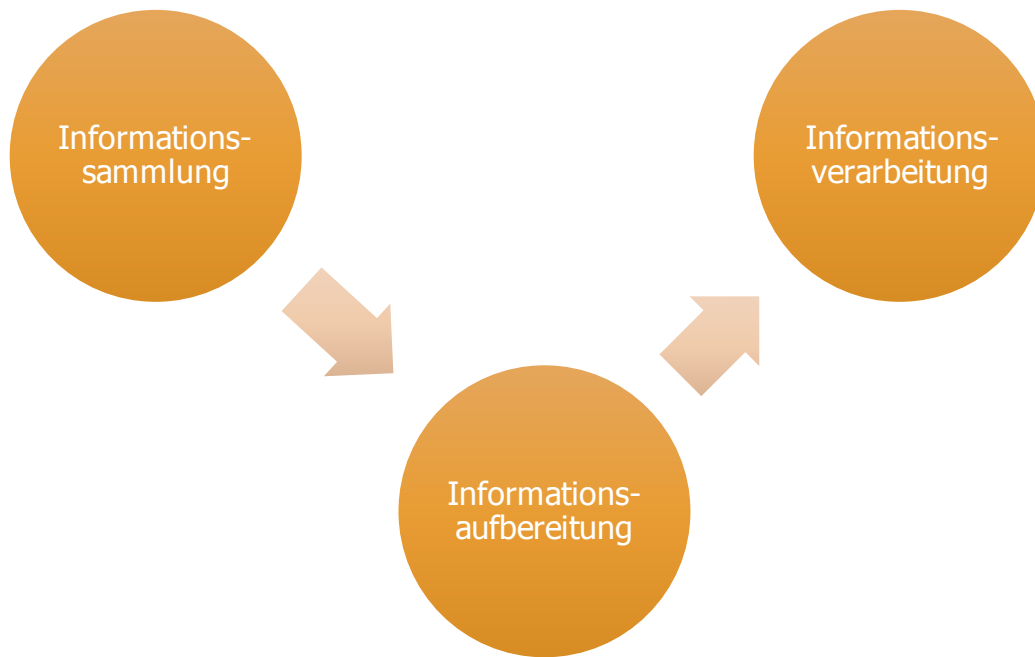 Informations-
sammlung
Informations-
aufbereitung
Informations-
verarbeitung